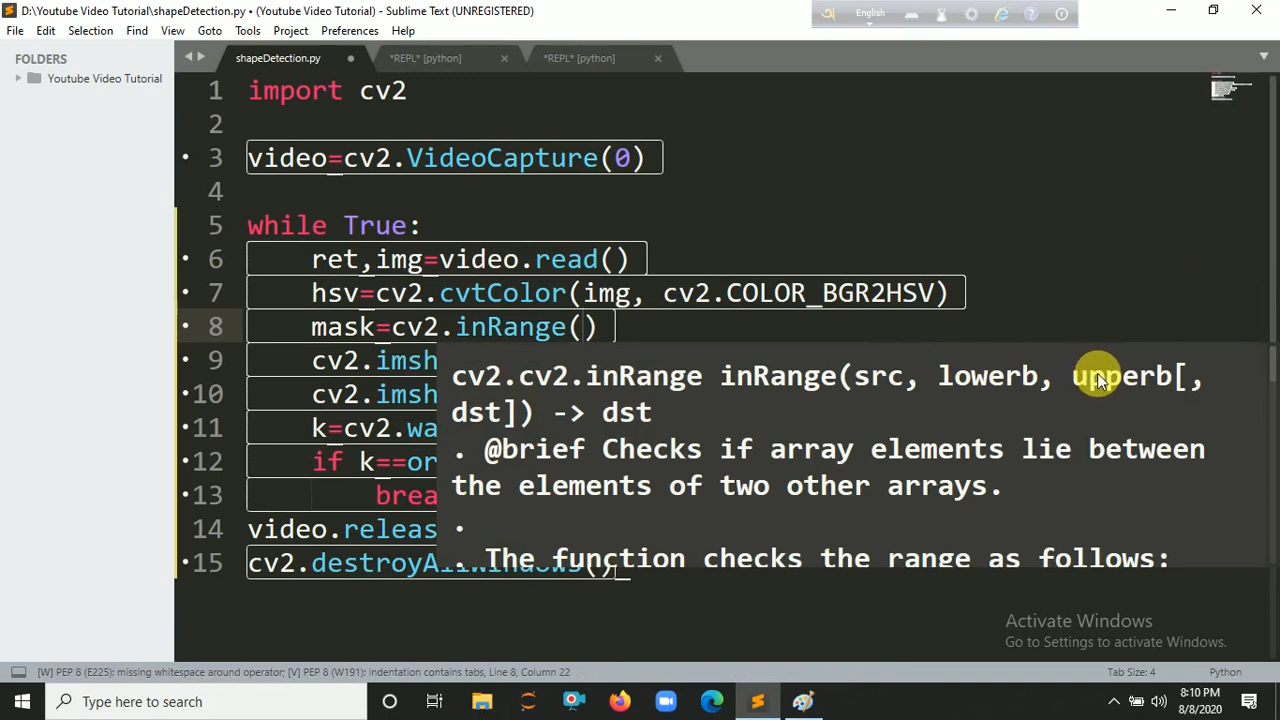 D:\Youtube Video Tutorial\shapeDetection.py • (Youtube Video Tutorial) - Sublime Text (UNREGISTERED)
English
File Edit Selection Find View Goto Tools Project Preferences Help
FOLDERS
Youtube Video Tutorial
shapeDetection.py
*REPL* [python]
*REPL* [python]
1 import cv2
2
3 video=cv2.VideoCapture(0)
4
5 while True:
6 ret,img=video.read()
7 hsv=cv2.cvtColor(img, cv2.COLOR_BGR2HSV)
8 mask=cv2.inRange()
9 cv2.imsh
10 cv2.imsh
11 k=cv2.wa
12 if k==or
13 brea
14 video.releas
15 cv2.destroyAllWindows()
cv2.cv2.inRange inRange(src, lowerb, upperb[,
dst]) -> dst
. @brief Checks if array elements lie between
the elements of two other arrays.
.
. The function checks the range as follows:
Activate Windows
Go to Settings to activate Windows.
[W] PEP 8 (E225): missing whitespace around operator; [V] PEP 8 (W191): indentation contains tabs, Line 8, Column 22
Tab Size: 4
Python
Type here to search
8:10 PM
8/8/2020